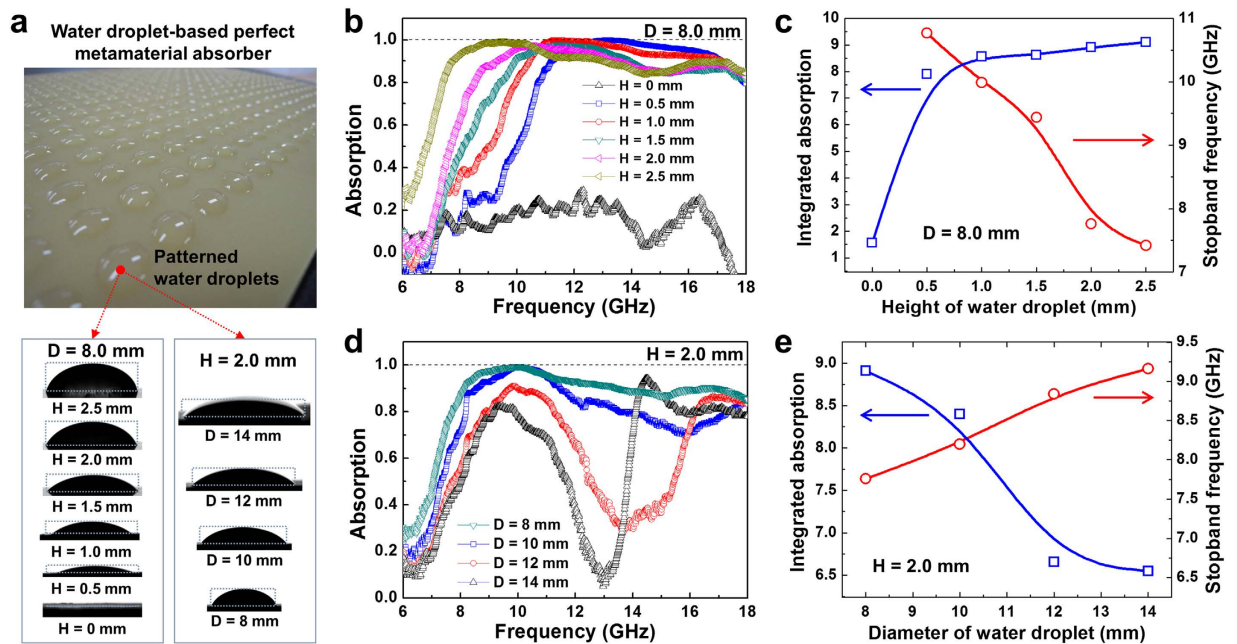 a
Water droplet-based perfect
metamaterial absorber
Patterned
water droplets
D = 8.0 mm
H = 2.5 mm
H = 2.0 mm
H = 1.5 mm
H = 1.0 mm
H = 0.5 mm
H = 0 mm
H = 2.0 mm
D = 14 mm
D = 12 mm
D = 10 mm
D = 8 mm
b
D = 8.0 mm
1.0
0.8
0.6
0.4
0.2
0.0
Absorption
H = 0 mm
H = 0.5 mm
H = 1.0 mm
H = 1.5 mm
H = 2.0 mm
H = 2.5 mm
6 8 10 12 14 16 18
Frequency (GHz)
c
10
9
8
7
6
5
4
3
2
1
Integrated absorption
11
10
9
8
7
Stopband frequency (GHz)
D = 8.0 mm
0.0 0.5 1.0 1.5 2.0 2.5
Height of water droplet (mm)
d
H = 2.0 mm
1.0
0.8
0.6
0.4
0.2
0.0
Absorption
D = 8 mm
D = 10 mm
D = 12 mm
D = 14 mm
6 8 10 12 14 16 18
Frequency (GHz)
e
9.0
8.5
8.0
7.5
7.0
6.5
Integrated absorption
9.5
9.0
8.5
8.0
7.5
7.0
6.5
Stopband frequency (GHz)
H = 2.0 mm
8 9 10 11 12 13 14
Diameter of water droplet (mm)